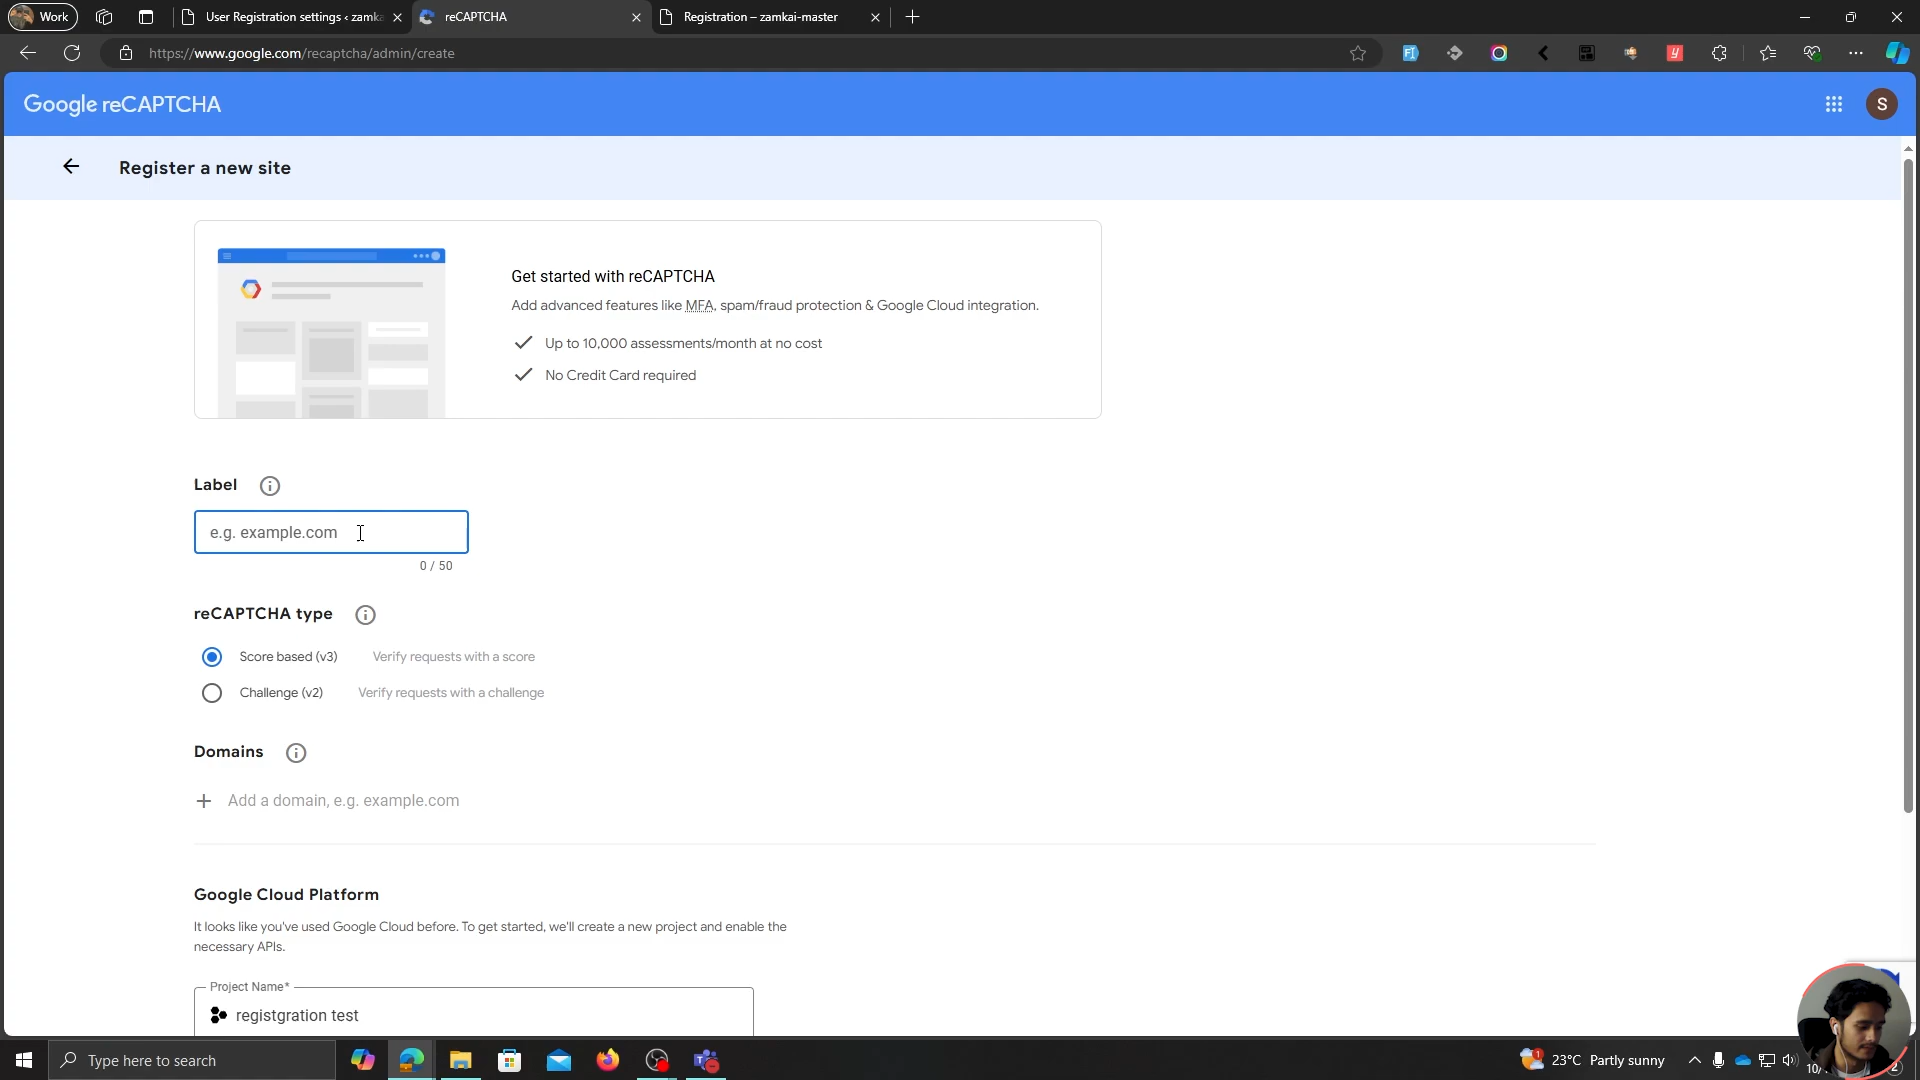 Work
User Registration settings ‹ zamka
reCAPTCHA
Registration – zamkai-master
https://www.google.com/recaptcha/admin/create
Google reCAPTCHA
S
Register a new site
Get started with reCAPTCHA
Add advanced features like MFA, spam/fraud protection & Google Cloud integration.
Up to 10,000 assessments/month at no cost
No Credit Card required
Label
e.g. example.com
0 / 50
reCAPTCHA type
Score based (v3) Verify requests with a score
Challenge (v2) Verify requests with a challenge
Domains
Add a domain, e.g. example.com
Google Cloud Platform
It looks like you've used Google Cloud before. To get started, we'll create a new project and enable the
necessary APIs.
Project Name*
registgration test
Type here to search
23°C Partly sunny
10/